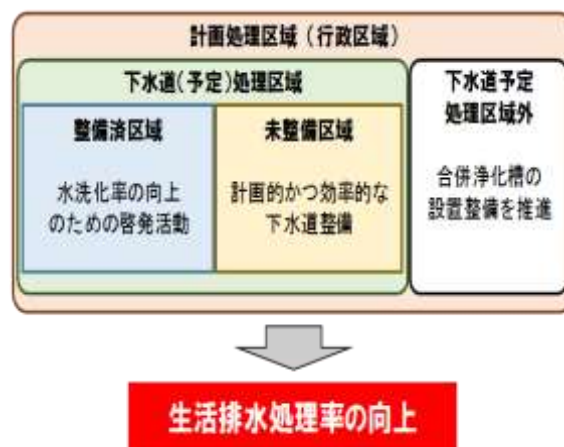 計画処理区域（行政区域）
下水道（予定）処理区域
整備済区域
水洗化率の向上
のための啓発活動
未整備区域
計画的かつ効率的な
下水道整備
下水道予定
処理区域外
合併浄化槽の
設置整備を推進
生活排水処理率の向上